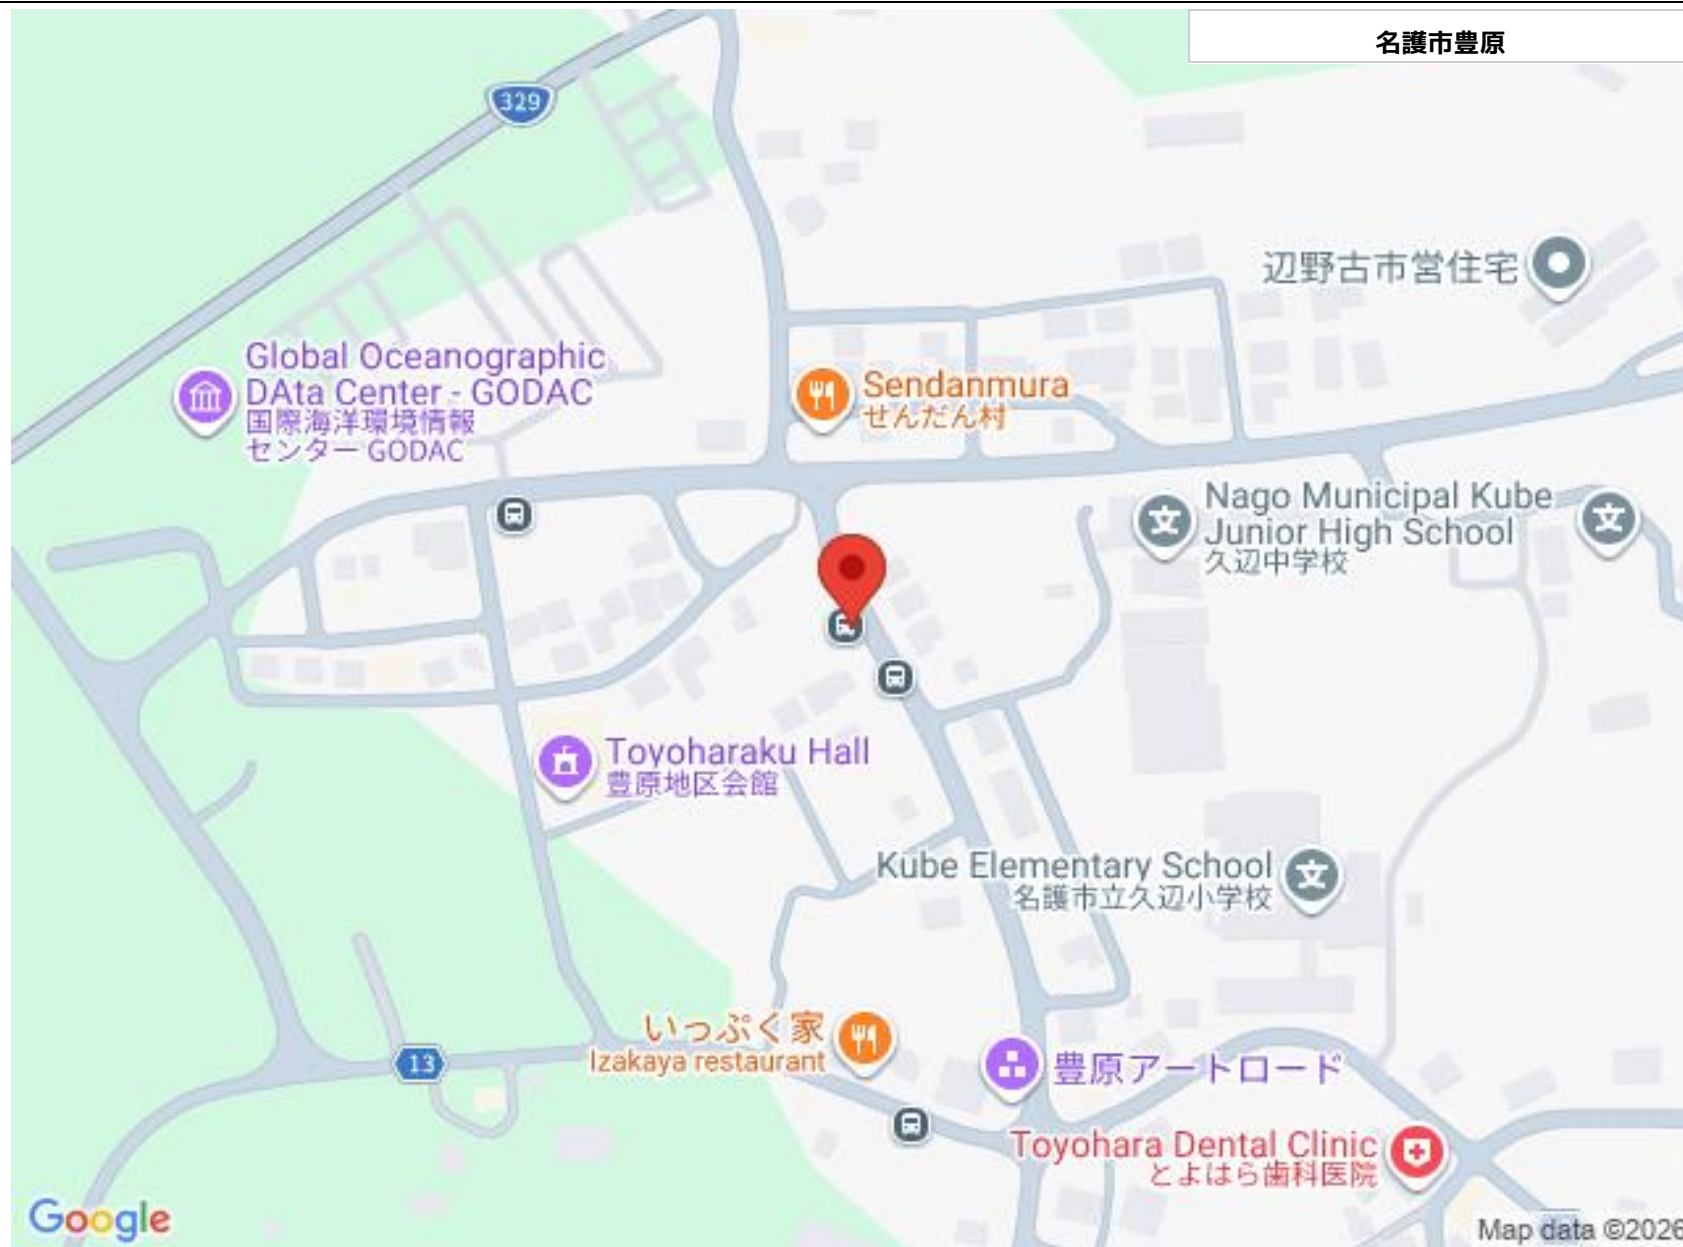 名護市豊原
329
辺野古市営住宅
Global Oceanographic
DAta Center - GODAC
国際海洋環境情報
センター GODAC
Sendanmura
せんだん村
Nago Municipal Kube
Junior High School
久辺中学校
文
文
Toyoharaku Hall
豊原地区会館
Kube Elementary School
名護市立久辺小学校
文
いっぷく家
Izakaya restaurant
13
豊原アートロード
Toyohara Dental Clinic
とよはら歯科医院
Google
Map data ©2026